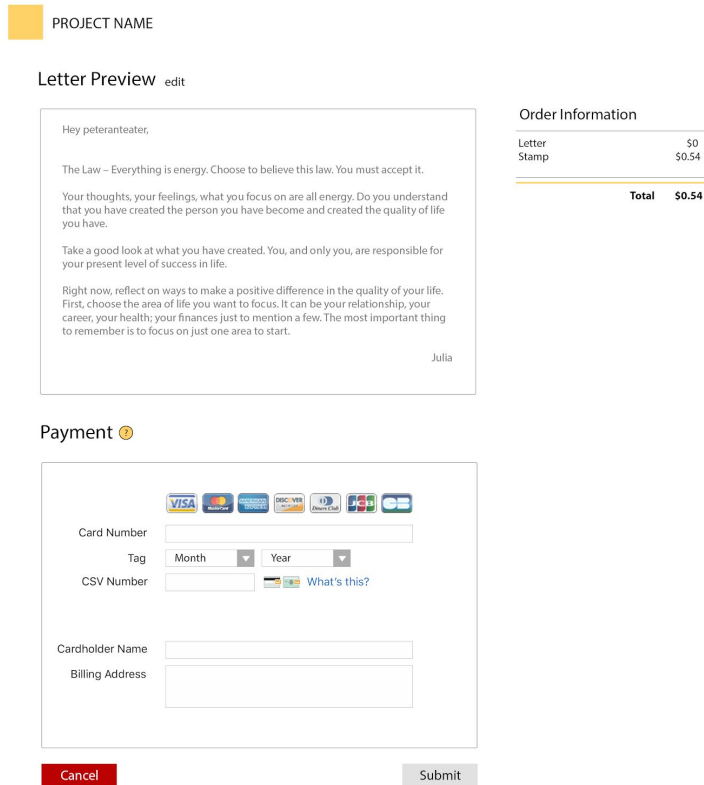 PROJECT NAME
Letter Preview edit
Hey peteranteater,
The Law – Everything is energy. Choose to believe this law. You must accept it.
Your thoughts, your feelings, what you focus on are all energy. Do you understand
that you have created the person you have become and created the quality of life
you have.
Take a good look at what you have created. You, and only you, are responsible for
your present level of success in life.
Right now, reflect on ways to make a positive difference in the quality of your life.
First, choose the area of life you want to focus. It can be your relationship, your
career, your health; your finances just to mention a few. The most important thing
to remember is to focus on just one area to start.
Julia
Order Information
Letter $0
Stamp $0.54
Total $0.54
Payment ?
VISA MasterCard AMERICAN EXPRESS DISCOVER Diners Club JCB CB
Card Number
Tag Month Year
CSV Number What's this?
Cardholder Name
Billing Address
Cancel Submit